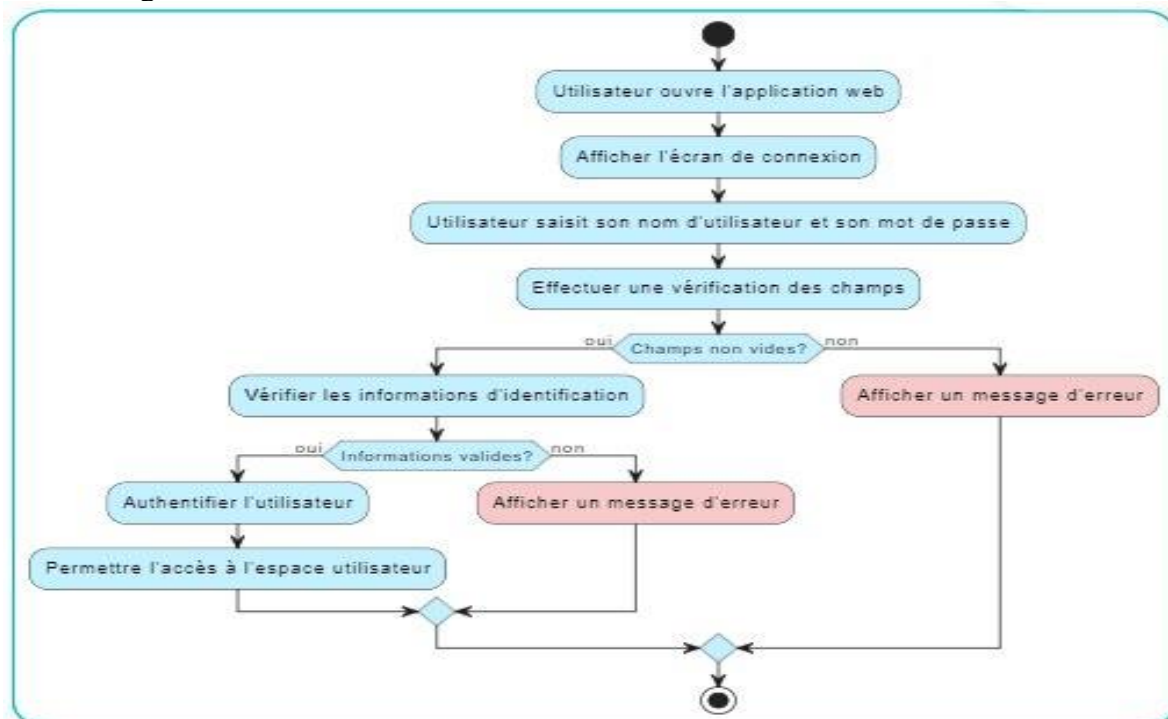 Utilisateur ouvre l'application web
Afficher l'écran de connexion
Utilisateur saisit son nom d'utilisateur et son mot de passe
Effectuer une vérification des champs
oui
Champs non vides?
non
Vérifier les informations d'identification
Afficher un message d'erreur
oui
Informations valides?
non
Authentifier l'utilisateur
Afficher un message d'erreur
Permettre l'accès à l'espace utilisateur